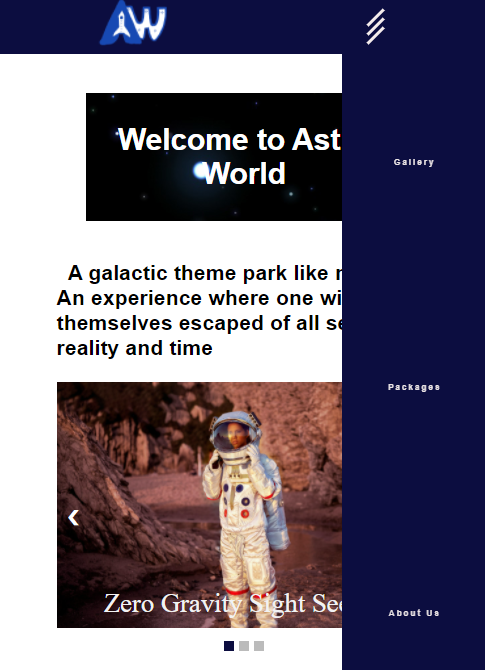 AW
Gallery
Welcome to Ast
World
A galactic theme park like
An experience where one wi
themselves escaped of all se
reality and time
Packages
Zero Gravity Sight See
About Us